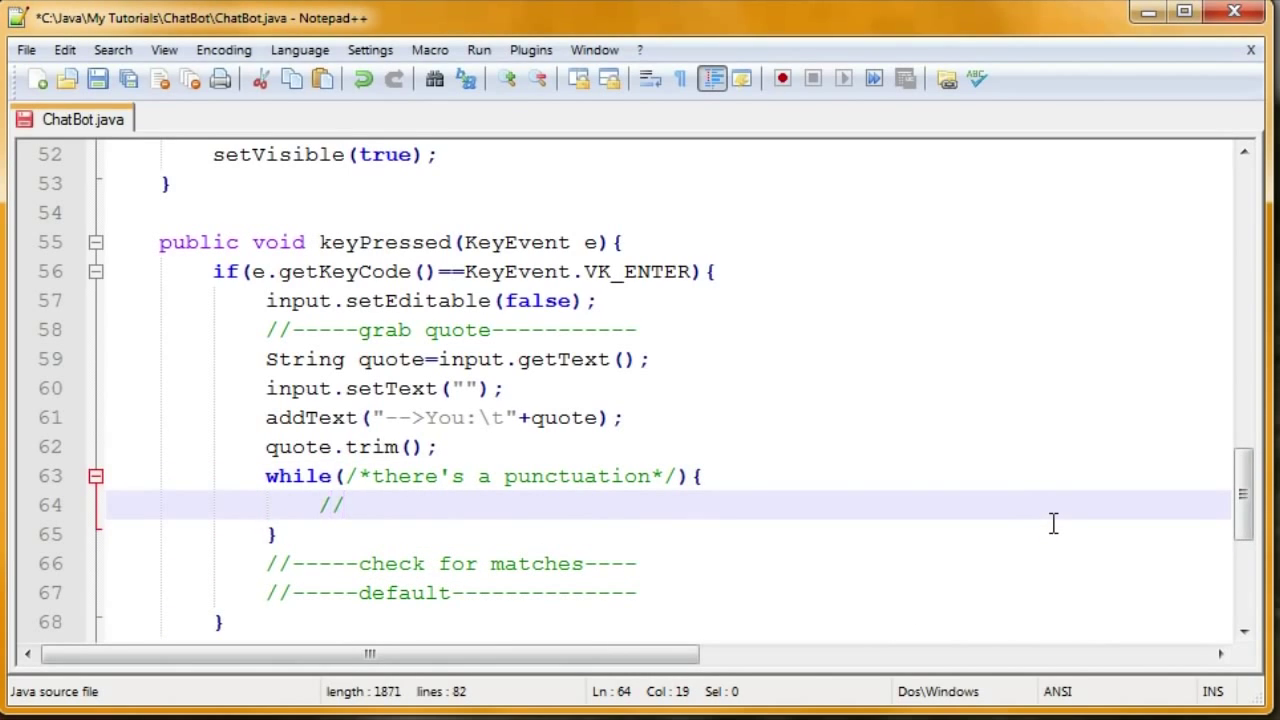 *C:\Java\My Tutorials\ChatBot\ChatBot.java - Notepad++
File Edit Search View Encoding Language Settings Macro Run Plugins Window ? X
ABC
ChatBot.java
52 setVisible(true);
53 }
54
55 public void keyPressed(KeyEvent e){
56 if(e.getKeyCode()==KeyEvent.VK_ENTER){
57 input.setEditable(false);
58 //-----grab quote-----------
59 String quote=input.getText();
60 input.setText("");
61 addText("-->You:\t"+quote);
62 quote.trim();
63 while(/*there's a punctuation*/){
64 //
65 }
66 //-----check for matches----
67 //-----default--------------
68 }
Java source file length : 1871 lines : 82 Ln : 64 Col : 19 Sel : 0 Dos\Windows ANSI INS